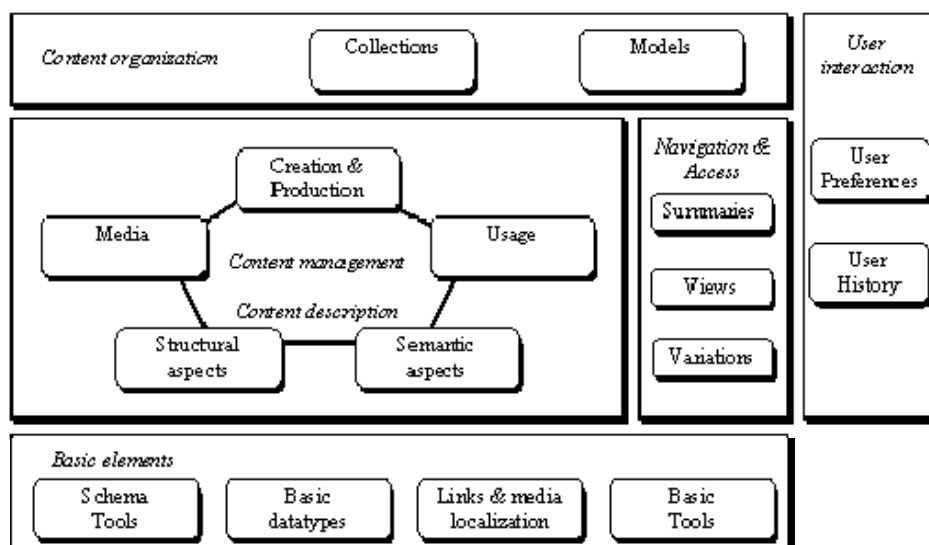 Content organization
Collections
Models
User
interaction
Creation &
Production
Media
Usage
Content management
Content description
Structural
aspects
Semantic
aspects
Navigation &
Access
Summaries
Views
Variations
User
Preferences
User
History
Basic elements
Schema
Tools
Basic
datatypes
Links & media
localization
Basic
Tools